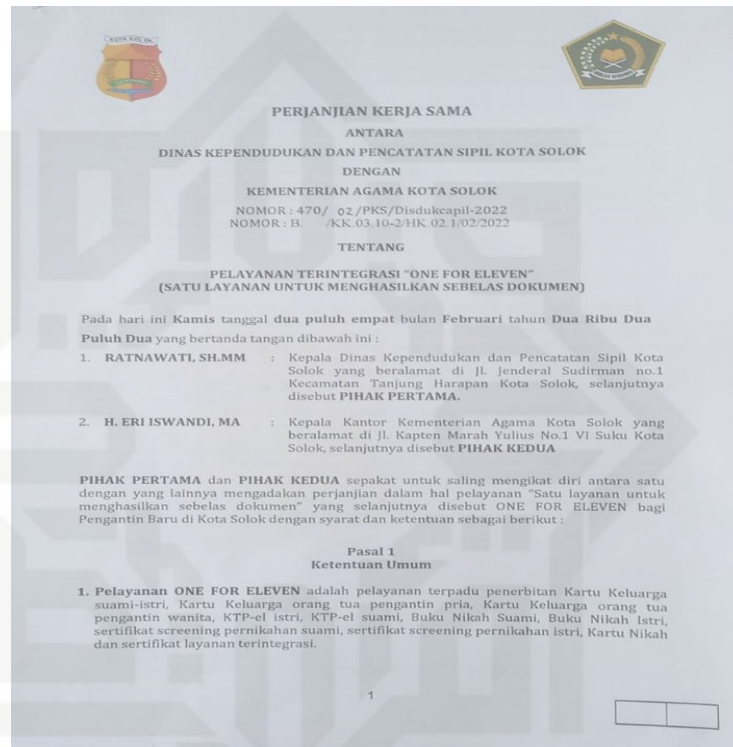 KOTA SOLOK
IKHLAS BERAMAL
PERJANJIAN KERJA SAMA
ANTARA
DINAS KEPENDUDUKAN DAN PENCATATAN SIPIL KOTA SOLOK
DENGAN
KEMENTERIAN AGAMA KOTA SOLOK
NOMOR : 470/ 02 /PKS/Disdukcapil-2022
NOMOR : B. /KK.03.10-2/HK.02.1/02/2022
TENTANG
PELAYANAN TERINTEGRASI "ONE FOR ELEVEN"
(SATU LAYANAN UNTUK MENGHASILKAN SEBELAS DOKUMEN)
Pada hari ini Kamis tanggal dua puluh empat bulan Februari tahun Dua Ribu Dua
Puluh Dua yang bertanda tangan dibawah ini :
1. RATNAWATI, SH.MM : Kepala Dinas Kependudukan dan Pencatatan Sipil Kota
Solok yang beralamat di Jl. Jenderal Sudirman no.1
Kecamatan Tanjung Harapan Kota Solok, selanjutnya
disebut PIHAK PERTAMA.
2. H. ERI ISWANDI, MA : Kepala Kantor Kementerian Agama Kota Solok yang
beralamat di Jl. Kapten Marah Yulius No.1 VI Suku Kota
Solok, selanjutnya disebut PIHAK KEDUA
PIHAK PERTAMA dan PIHAK KEDUA sepakat untuk saling mengikat diri antara satu
dengan yang lainnya mengadakan perjanjian dalam hal pelayanan "Satu layanan untuk
menghasilkan sebelas dokumen" yang selanjutnya disebut ONE FOR ELEVEN bagi
Pengantin Baru di Kota Solok dengan syarat dan ketentuan sebagai berikut :
Pasal 1
Ketentuan Umum
1. Pelayanan ONE FOR ELEVEN adalah pelayanan terpadu penerbitan Kartu Keluarga
suami-istri, Kartu Keluarga orang tua pengantin pria, Kartu Keluarga orang tua
pengantin wanita, KTP-el istri, KTP-el suami, Buku Nikah Suami, Buku Nikah Istri,
sertifikat screening pernikahan suami, sertifikat screening pernikahan istri, Kartu Nikah
dan sertifikat layanan terintegrasi.
1